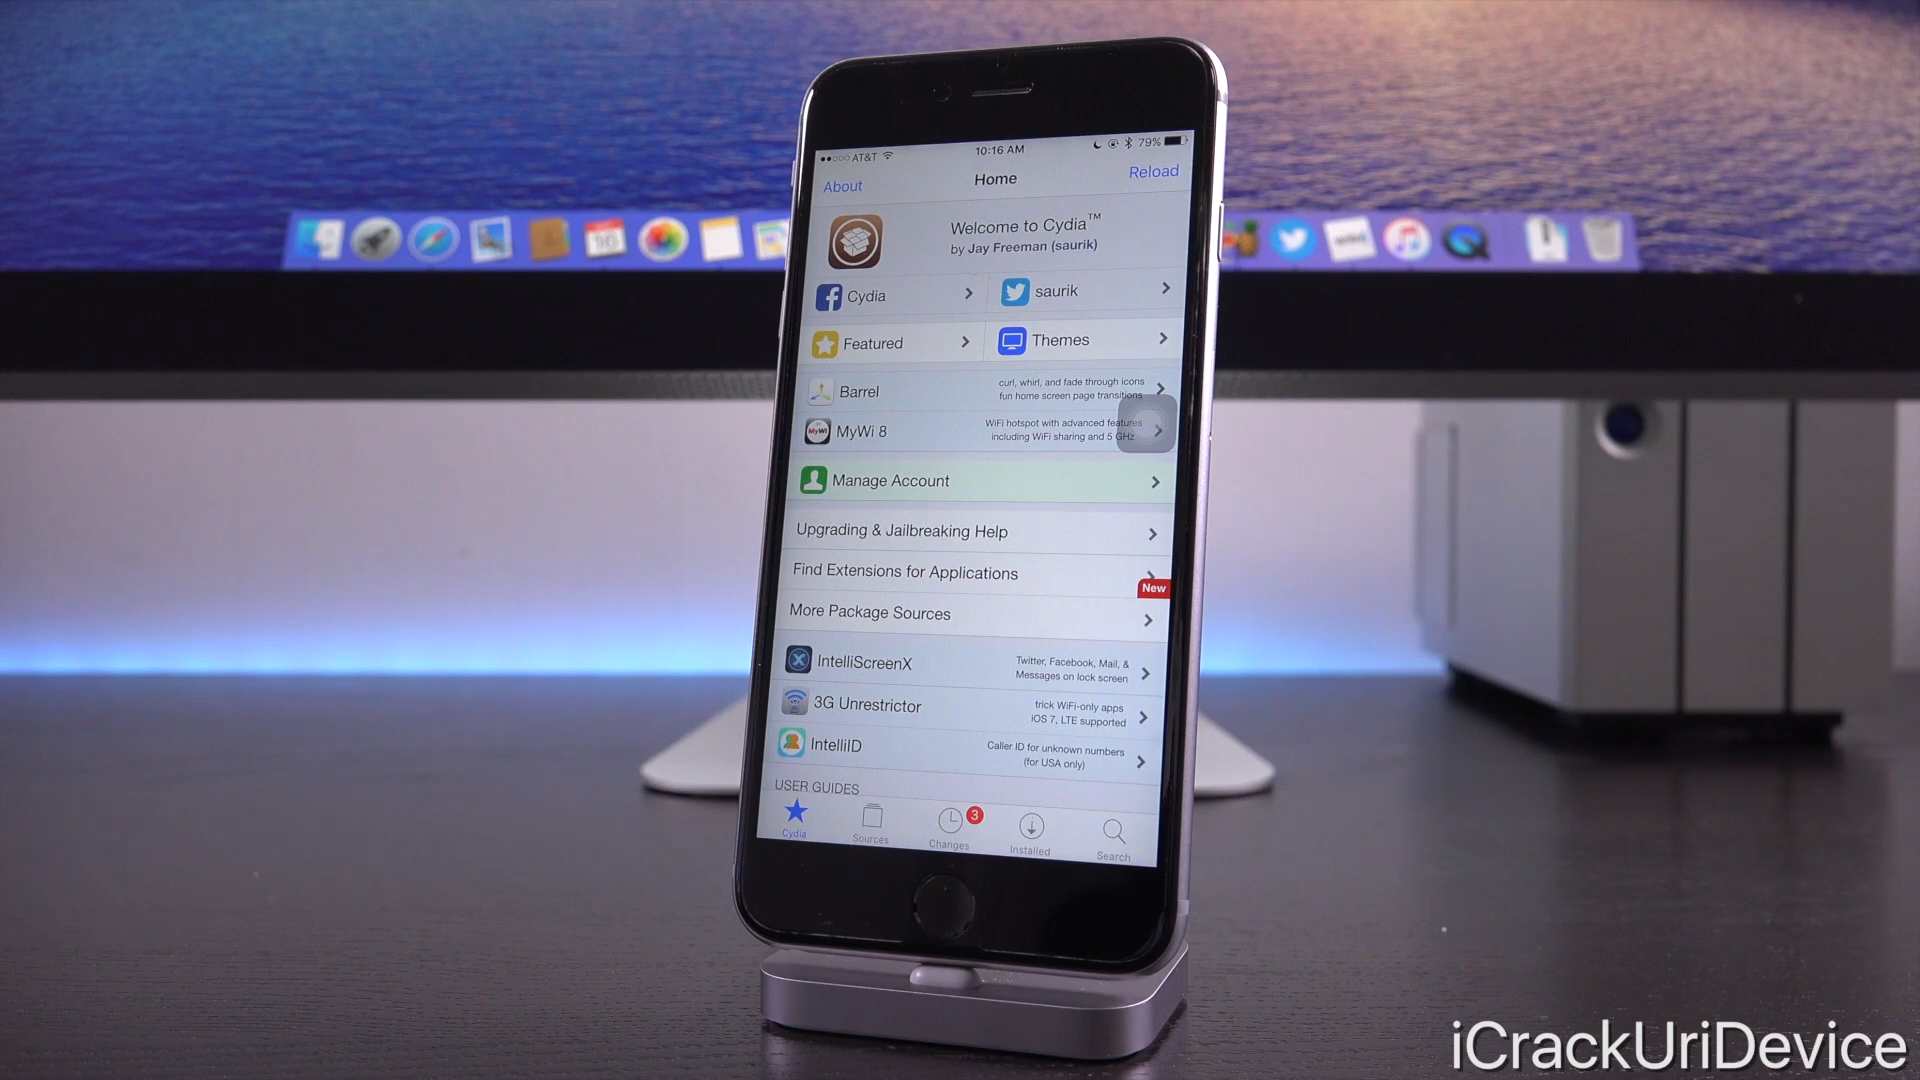 AT&T
10:16 AM
79%
About
Home
Reload
Welcome to Cydia™
by Jay Freeman (saurik)
Cydia
saurik
Featured
Themes
Barrel
curl, whirl, and fade through icons
fun home screen page transitions
MyWi 8
MyWi
WiFi hotspot with advanced features
including WiFi sharing and 5 GHz
Manage Account
Upgrading & Jailbreaking Help
Find Extensions for Applications
New
More Package Sources
IntelliScreenX
Twitter, Facebook, Mail, &
Messages on lock screen
3G Unrestrictor
trick WiFi-only apps
iOS 7, LTE supported
IntelliID
Caller ID for unknown numbers
(for USA only)
USER GUIDES
3
Cydia
Sources
Changes
Installed
Search
iCrackUriDevice